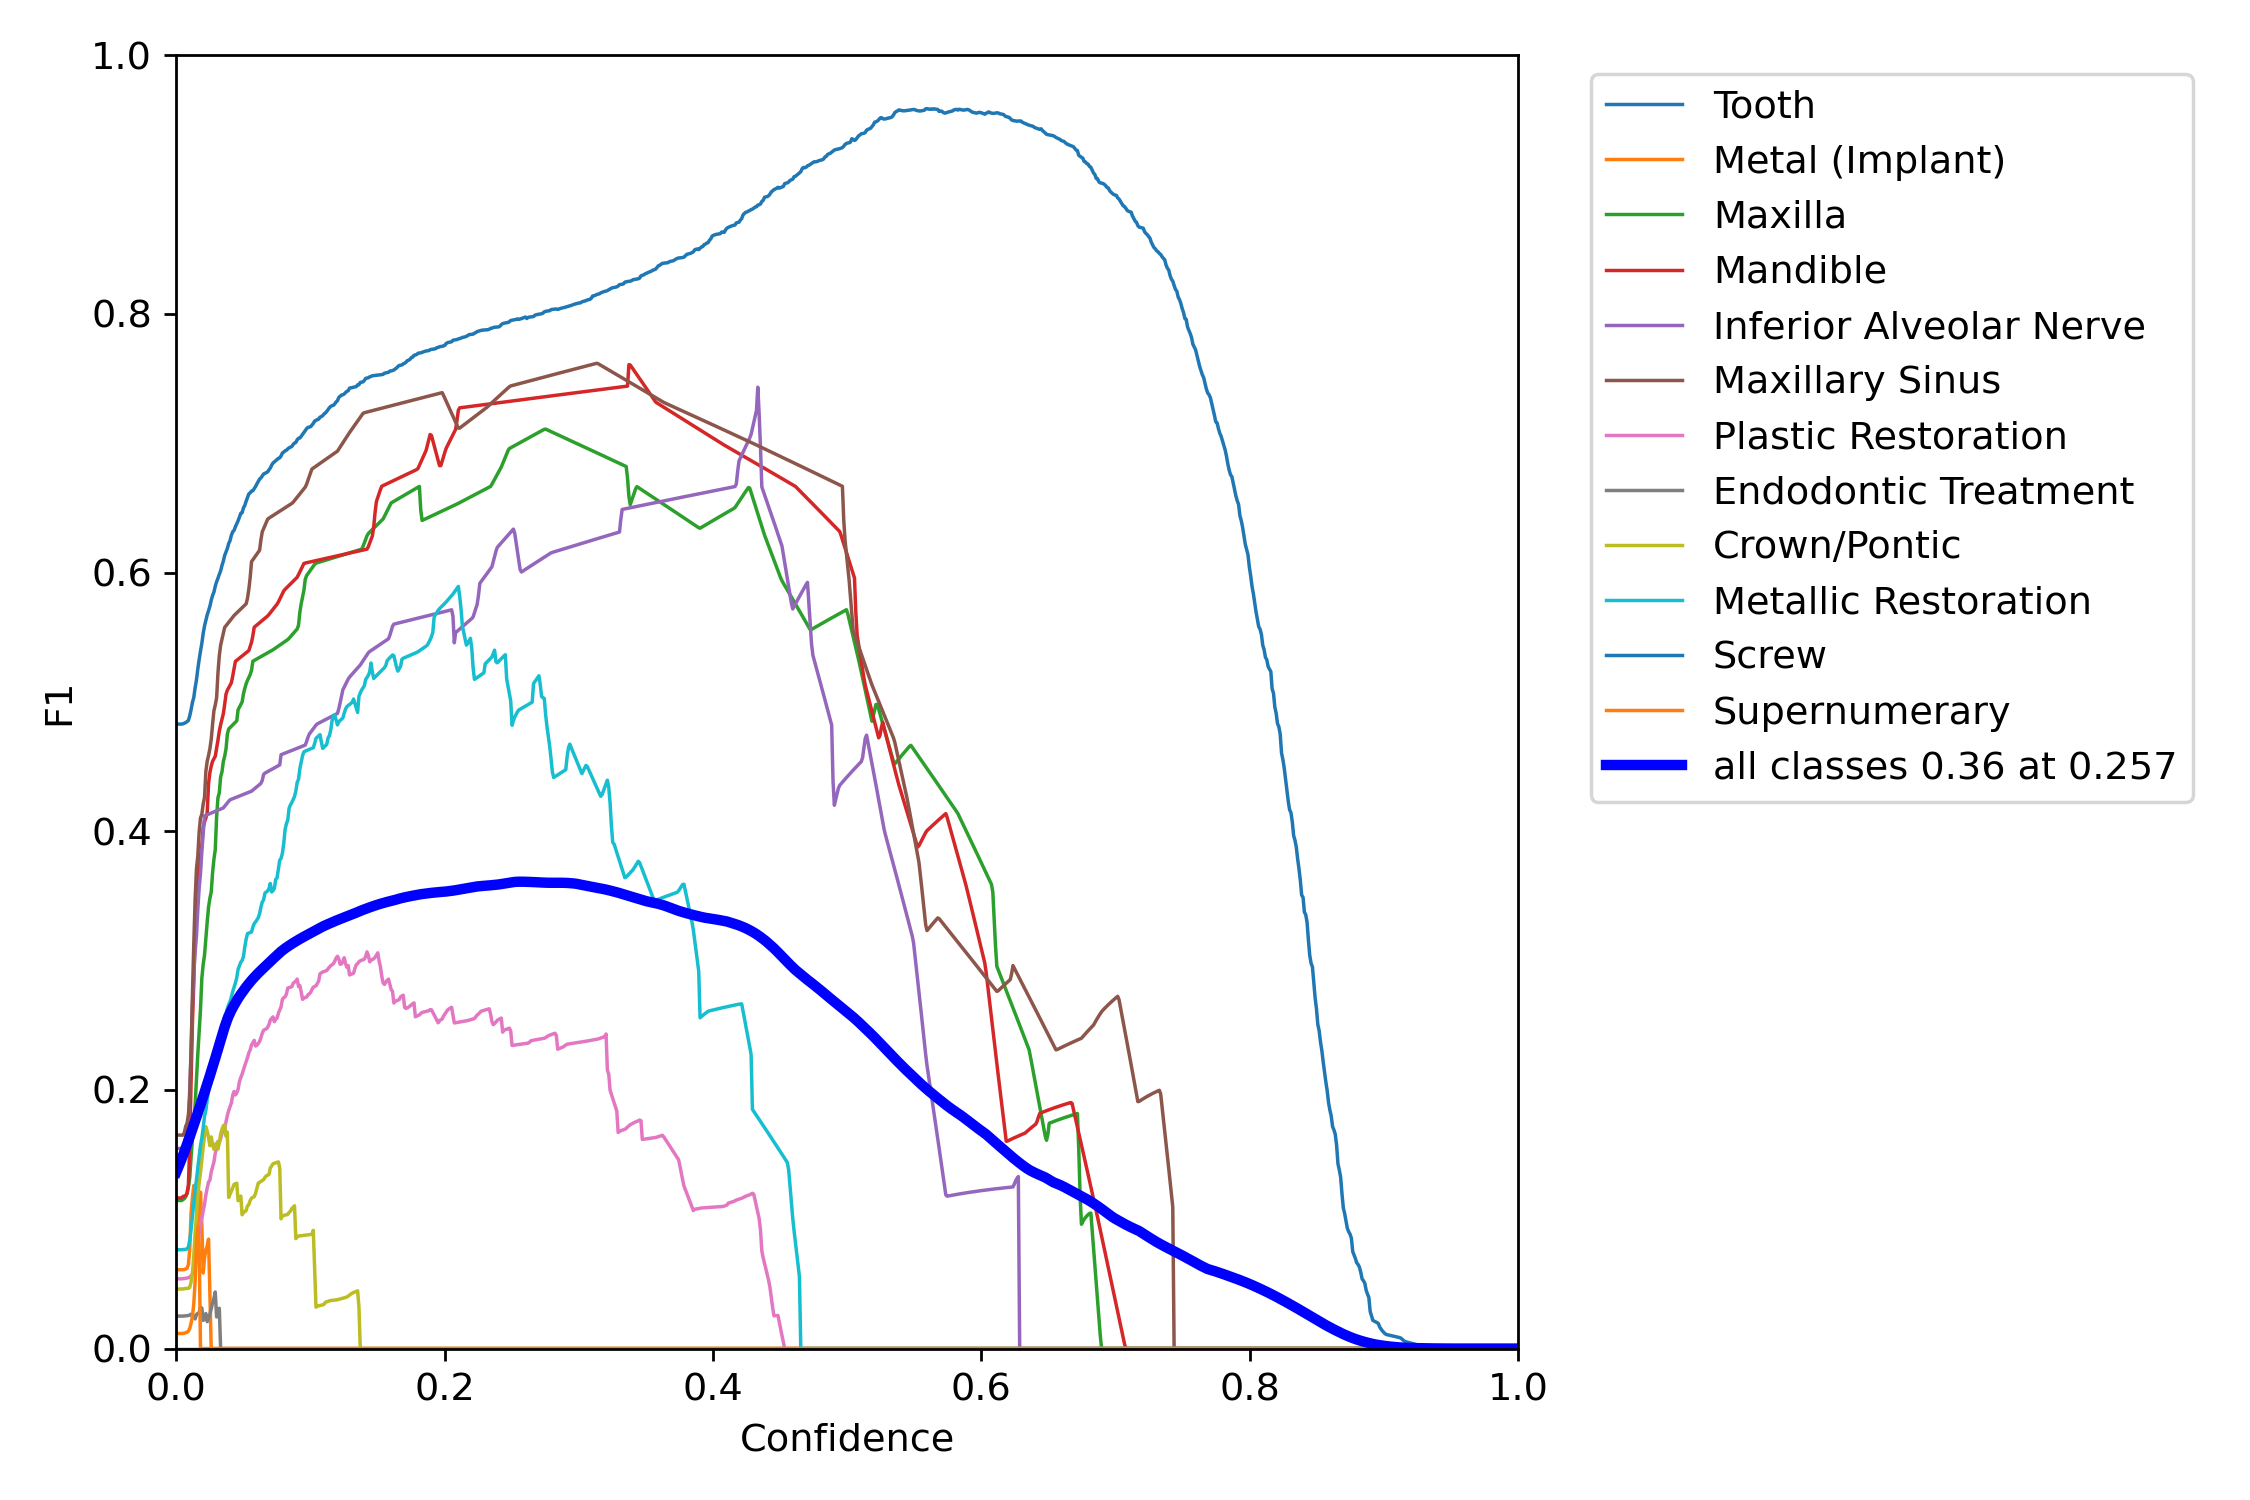 1.0
0.8
0.6
0.4
0.2
0.0
F1
0.0 0.2 0.4 0.6 0.8 1.0
Confidence
Tooth
Metal (Implant)
Maxilla
Mandible
Inferior Alveolar Nerve
Maxillary Sinus
Plastic Restoration
Endodontic Treatment
Crown/Pontic
Metallic Restoration
Screw
Supernumerary
all classes 0.36 at 0.257